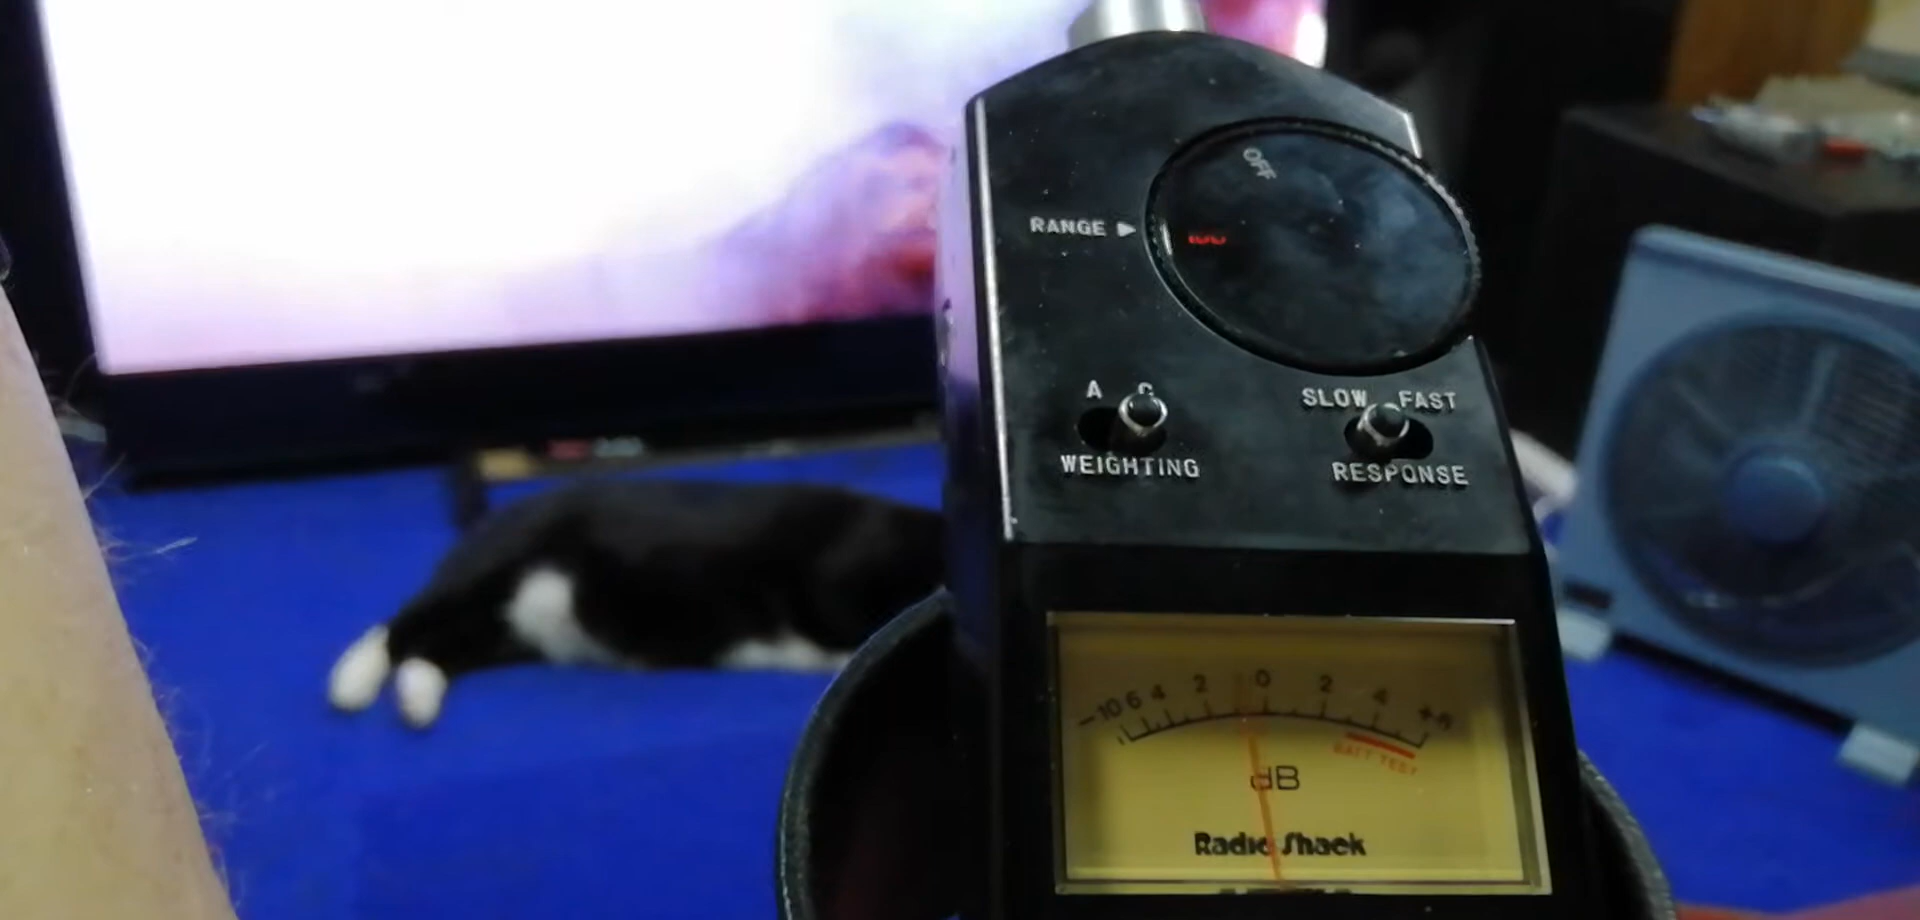 OFF
RANGE ▶
A C
SLOW FAST
WEIGHTING
RESPONSE
-10 6 4 2 0 2 4 +6
BATT TEST
dB
Radio Shack